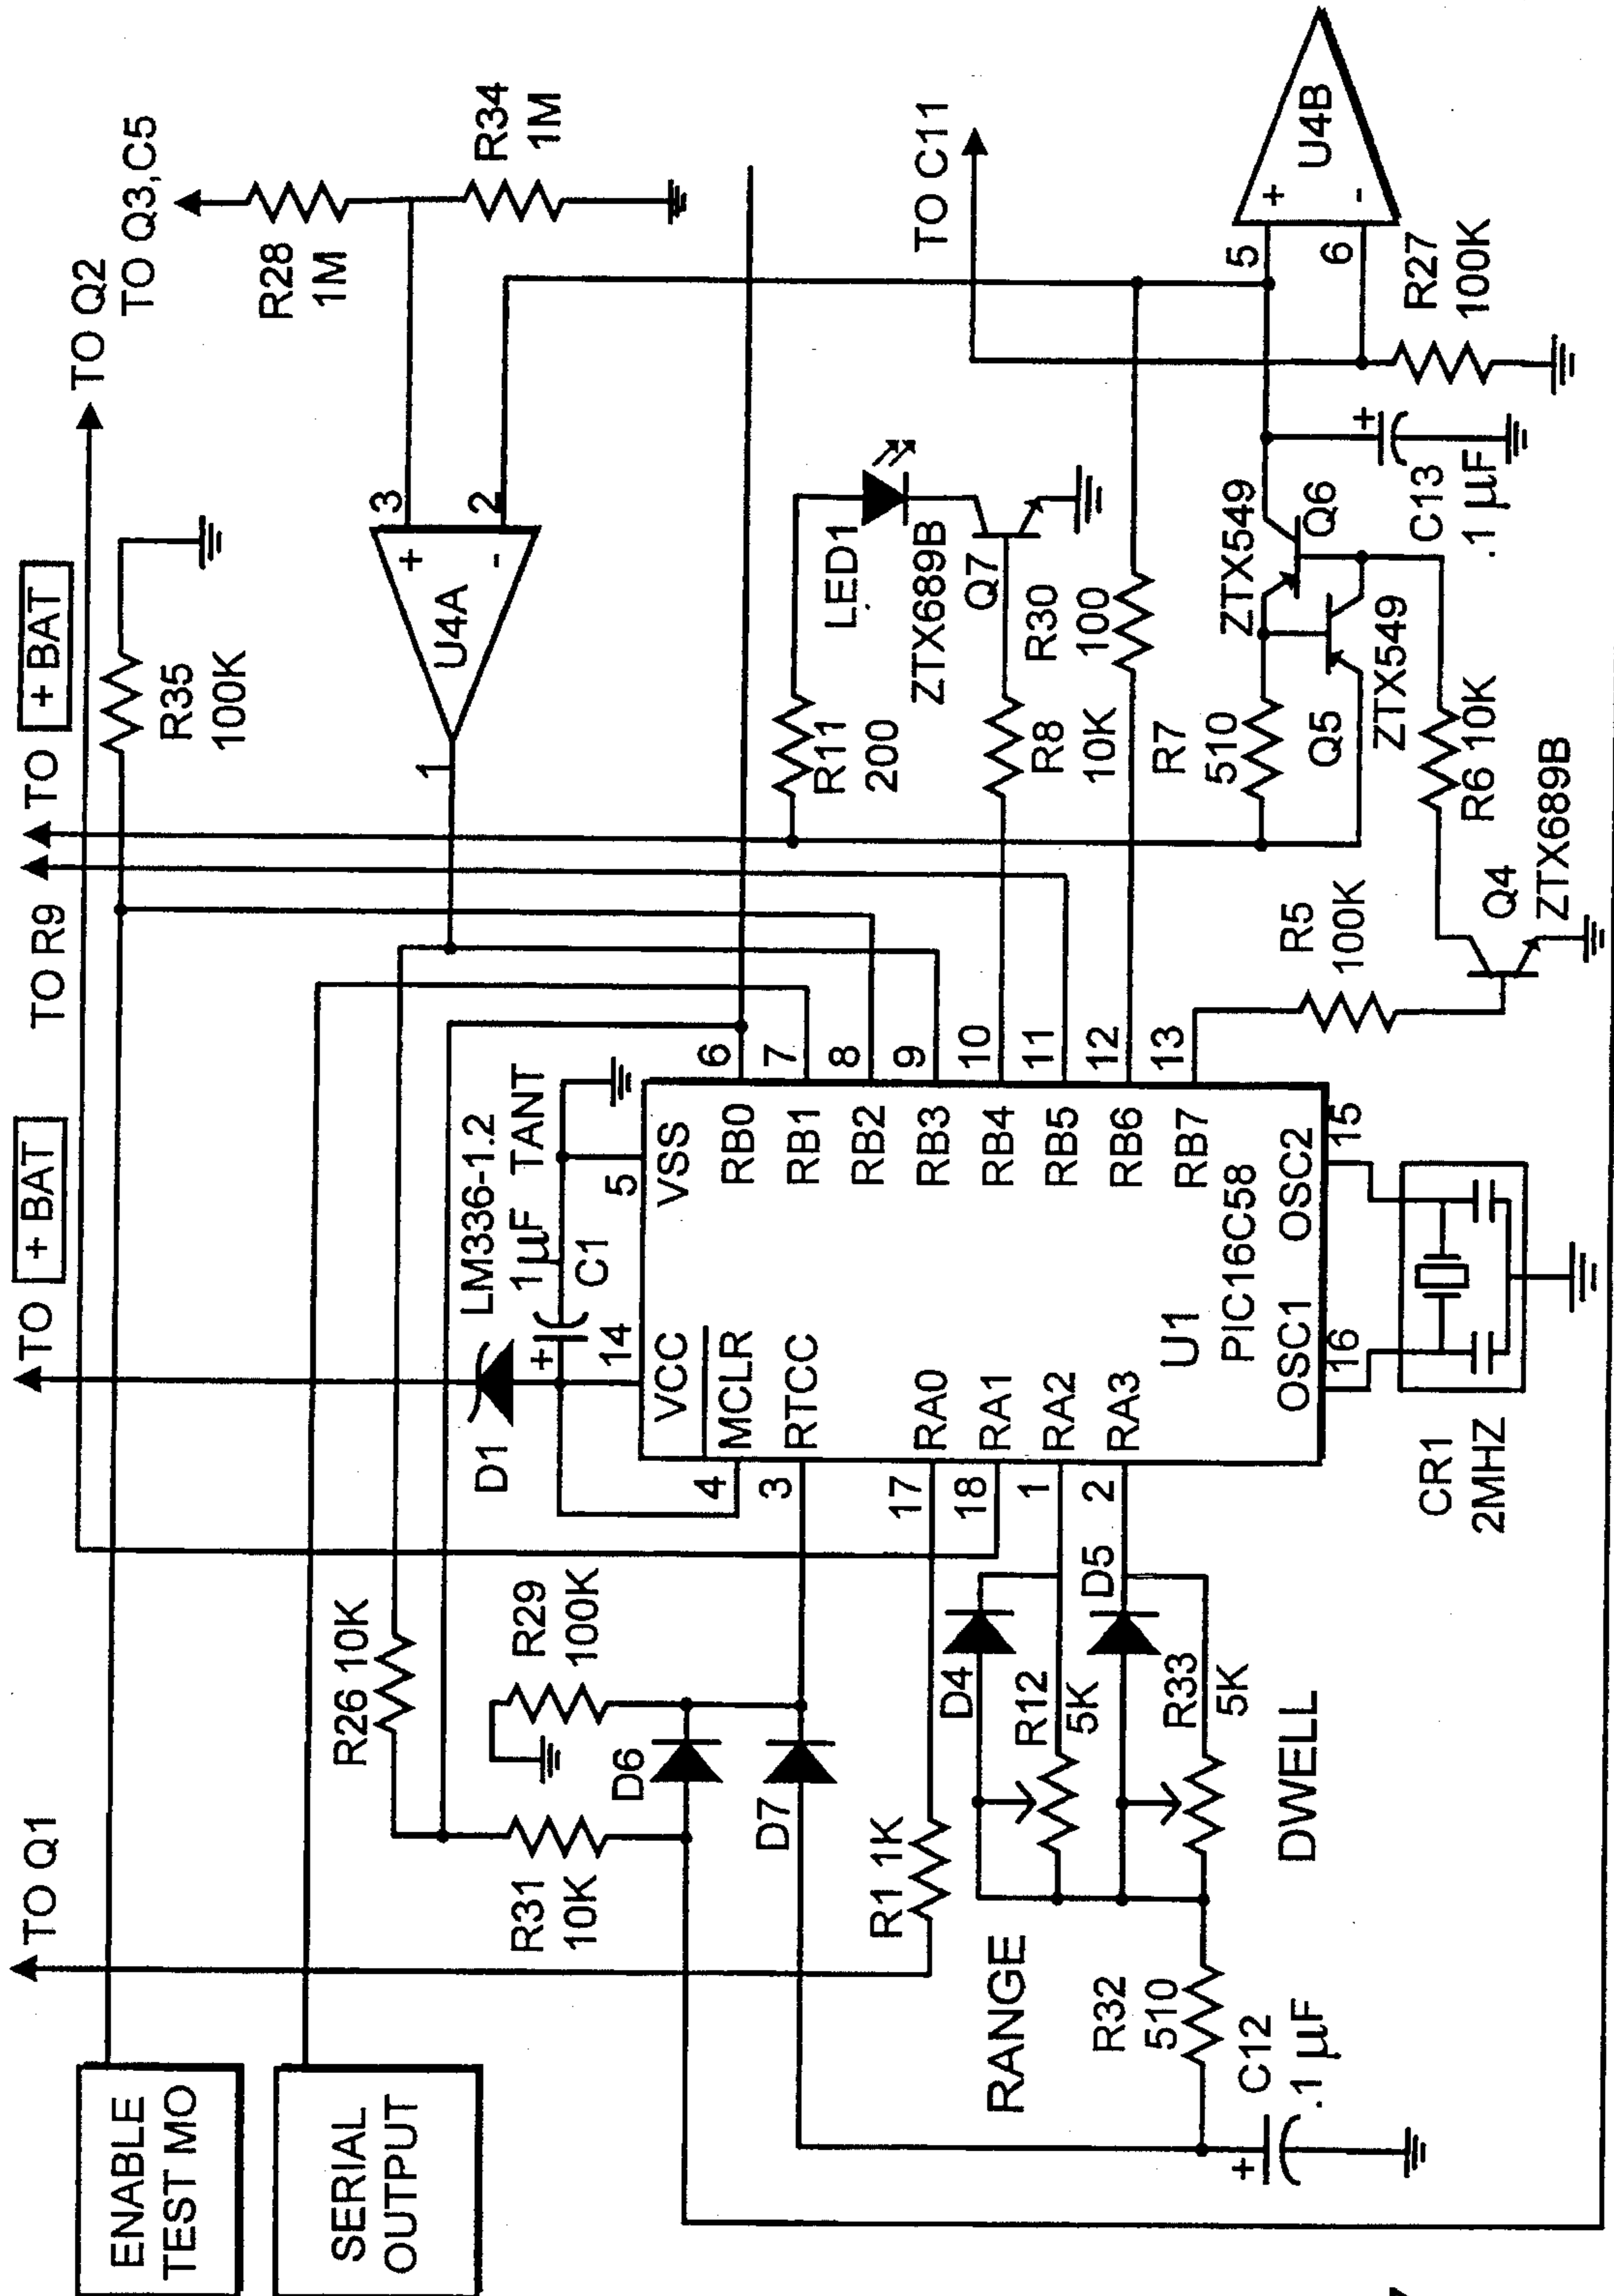 ENABLE
TEST MO
SERIAL
OUTPUT
TO Q1
TO + BAT
TO R9
TO + BAT
TO Q2
TO Q3,C5
R28
1M
R34
1M
R35
100K
R26 10K
R29
100K
R31
10K
D6
D7
R1 1K
D1
LM336-1.2
1µF TANT
C1
+
14
5
VCC
VSS
MCLR
RTCC
RA0
RA1
RA2
RA3
4
3
17
18
1
2
RB0
RB1
RB2
RB3
RB4
RB5
RB6
RB7
6
7
8
9
10
11
12
13
U1
PIC16C58
OSC1
OSC2
16
15
CR1
2MHZ
D4
R12
5K
D5
R33
5K
RANGE
DWELL
R32
510
C12
.1 µF
+
U4A
+
-
1
3
2
R11
200
LED1
ZTX689B
Q7
R8
10K
R30
100
TO C11
R7
510
ZTX549
Q6
Q5
ZTX549
R6 10K
R5
100K
Q4
ZTX689B
C13
.1 µF
+
R27
100K
5
6
+
-
U4B